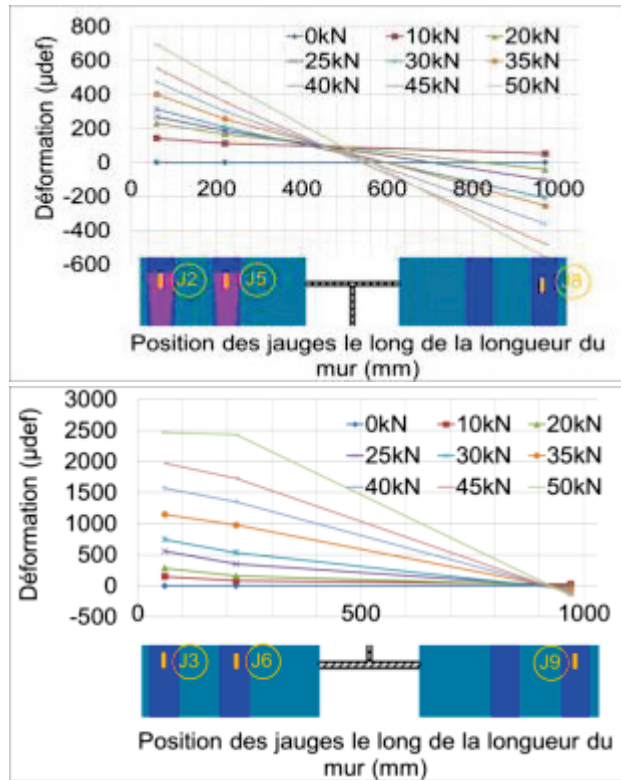 800
600
400
200
0
-200
-400
-600
Déformation (µdef)
0kN 10kN 20kN
25kN 30kN 35kN
40kN 45kN 50kN
0 200 400 600 800 1000
J2 J5 J8
Position des jauges le long de la longueur du
mur (mm)
3000
2500
2000
1500
1000
500
0
-500
Déformation (µdef)
0kN 10kN 20kN
25kN 30kN 35kN
40kN 45kN 50kN
0 500 1000
J3 J6 J9
Position des jauges le long de la longueur du
mur (mm)